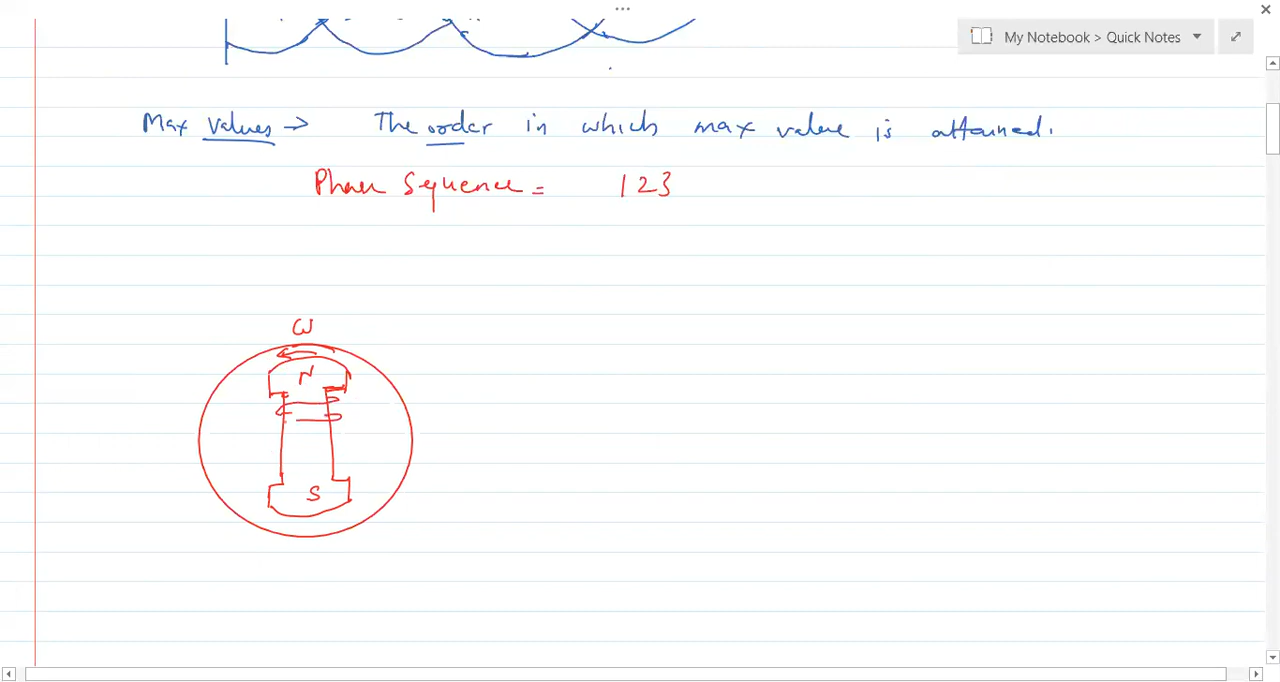 My Notebook > Quick Notes
Max Values → The order in which max value is attained.
Phase Sequence = 123
ω
N
S